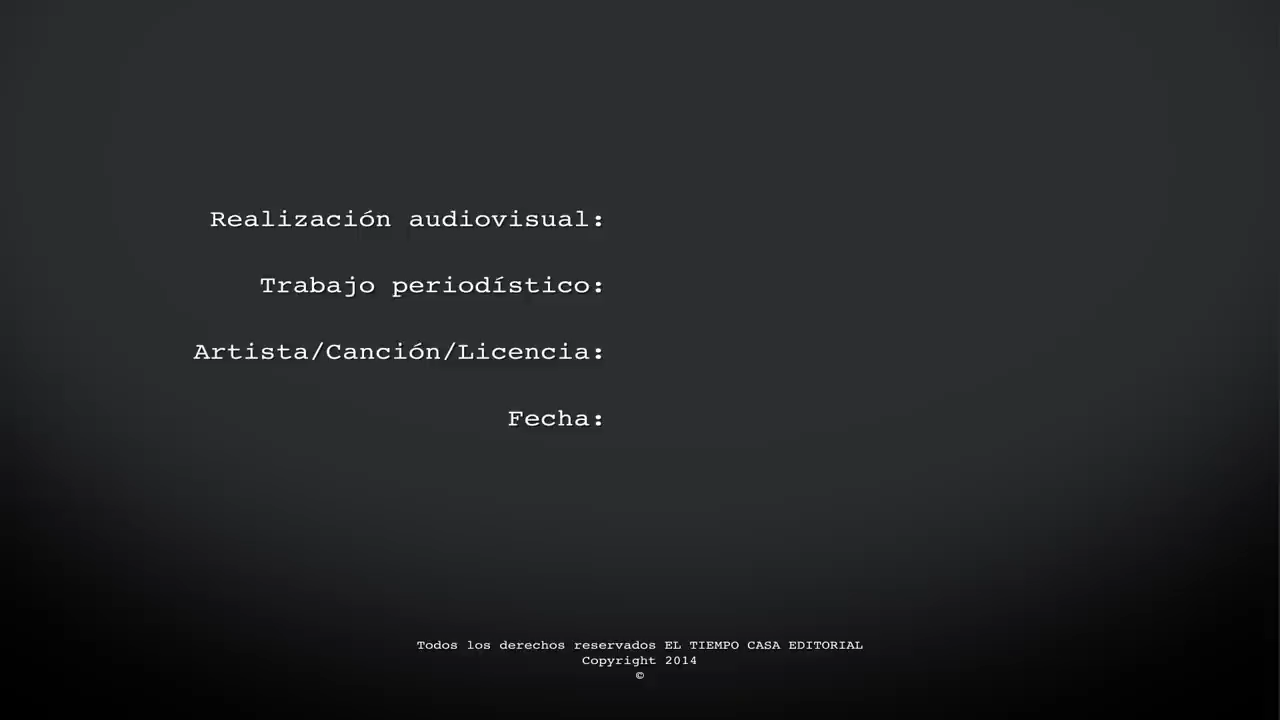 Realización audiovisual:
Trabajo periodístico:
Artista/Canción/Licencia:
Fecha:
Todos los derechos reservados EL TIEMPO CASA EDITORIAL
Copyright 2014
©